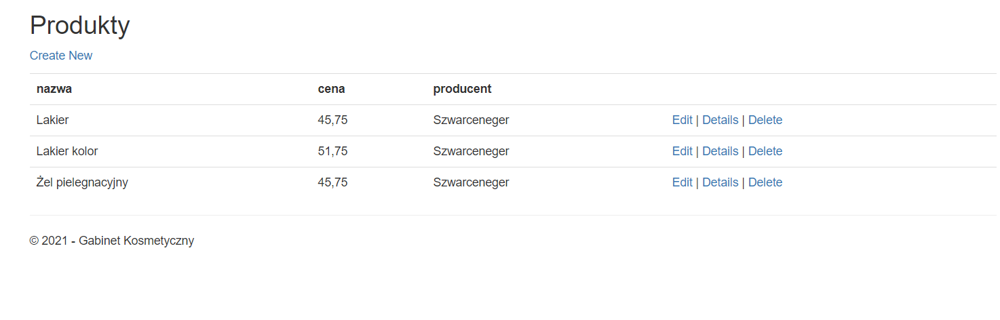 Produkty
Create New
nazwa cena producent
Lakier 45,75 Szwarceneger Edit | Details | Delete
Lakier kolor 51,75 Szwarceneger Edit | Details | Delete
Żel pielegnacyjny 45,75 Szwarceneger Edit | Details | Delete
© 2021 - Gabinet Kosmetyczny